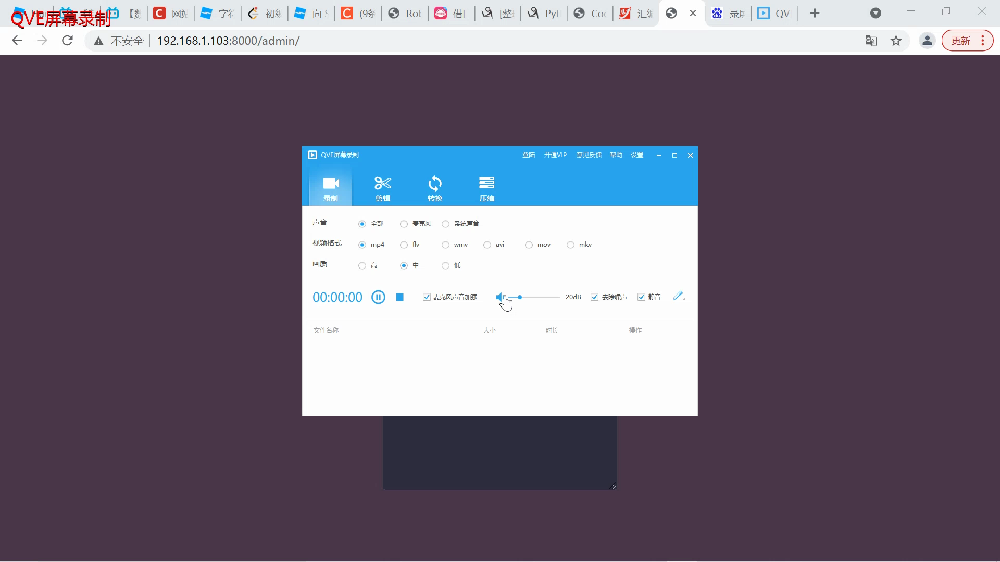 QVE屏幕录制
网站
字符
初级
向 S
(9条
Rob
借口
[整理
Pyt
Coc
汇编
录屏
QVE
不安全
192.168.1.103:8000/admin/
更新
QVE屏幕录制
登陆 开通VIP 意见反馈 帮助 设置
录制 剪辑 转换 压缩
声音 全部 麦克风 系统声音
视频格式 mp4 flv wmv avi mov mkv
画质 高 中 低
00:00:00 麦克风声音加强 20dB 去除噪声 静音
文件名称 大小 时长 操作